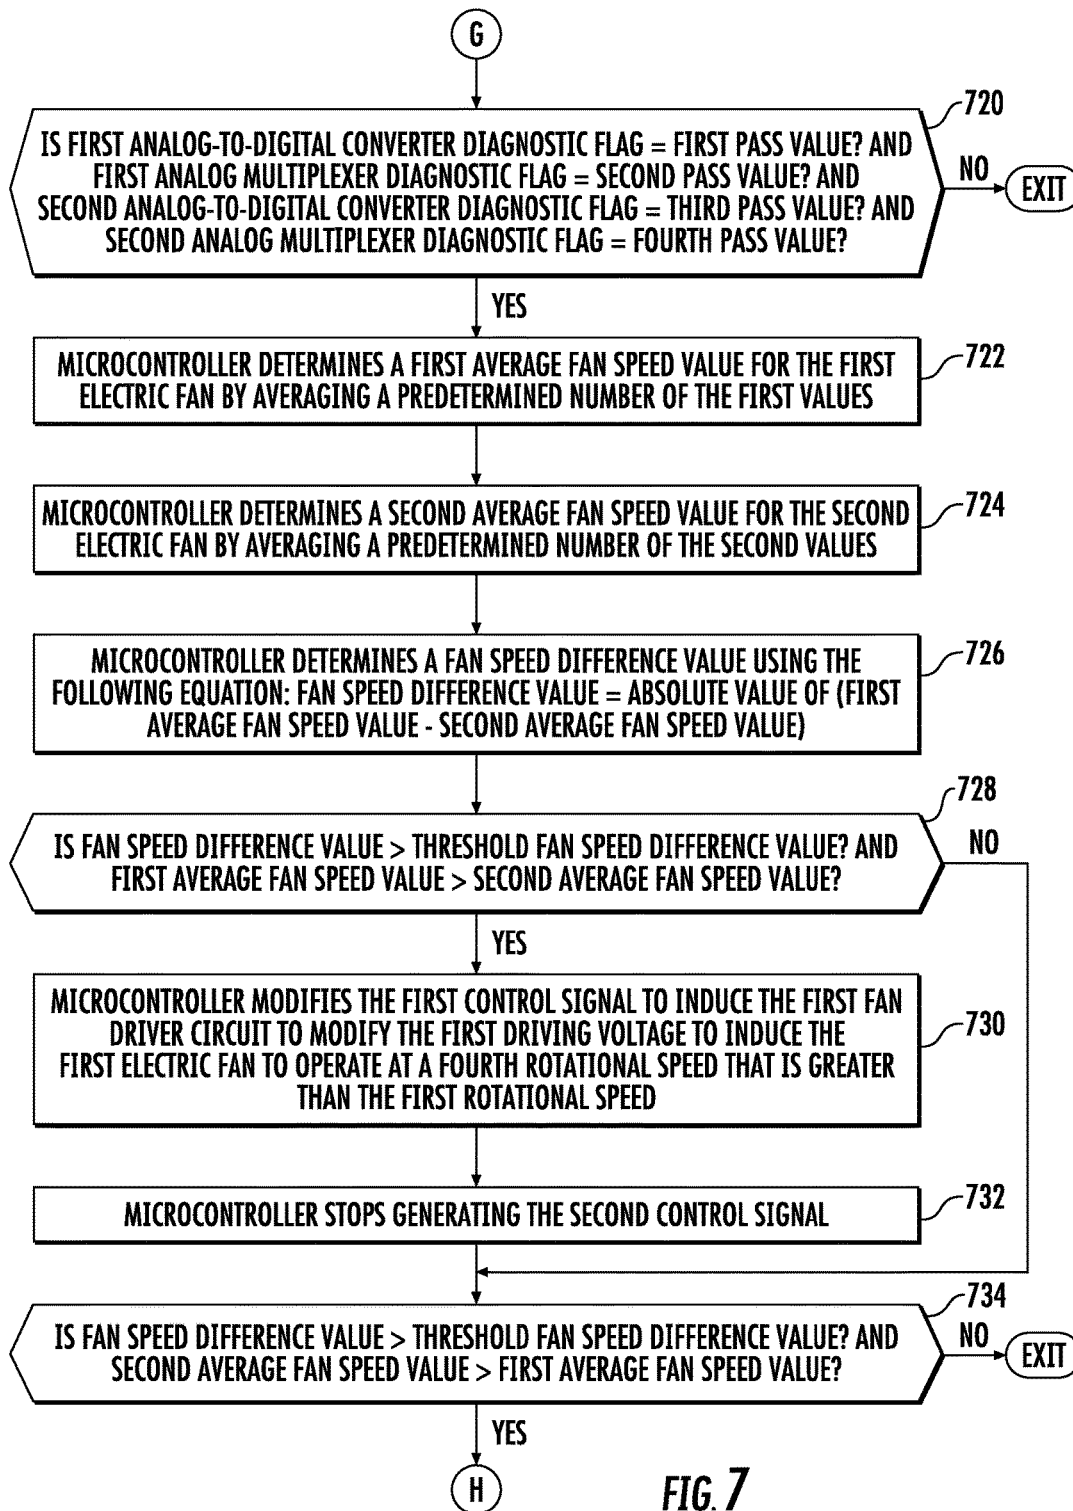 G
720
IS FIRST ANALOG-TO-DIGITAL CONVERTER DIAGNOSTIC FLAG = FIRST PASS VALUE? AND
FIRST ANALOG MULTIPLEXER DIAGNOSTIC FLAG = SECOND PASS VALUE? AND
SECOND ANALOG-TO-DIGITAL CONVERTER DIAGNOSTIC FLAG = THIRD PASS VALUE? AND
SECOND ANALOG MULTIPLEXER DIAGNOSTIC FLAG = FOURTH PASS VALUE?
NO
EXIT
YES
722
MICROCONTROLLER DETERMINES A FIRST AVERAGE FAN SPEED VALUE FOR THE FIRST
ELECTRIC FAN BY AVERAGING A PREDETERMINED NUMBER OF THE FIRST VALUES
724
MICROCONTROLLER DETERMINES A SECOND AVERAGE FAN SPEED VALUE FOR THE SECOND
ELECTRIC FAN BY AVERAGING A PREDETERMINED NUMBER OF THE SECOND VALUES
726
MICROCONTROLLER DETERMINES A FAN SPEED DIFFERENCE VALUE USING THE
FOLLOWING EQUATION: FAN SPEED DIFFERENCE VALUE = ABSOLUTE VALUE OF (FIRST
AVERAGE FAN SPEED VALUE - SECOND AVERAGE FAN SPEED VALUE)
728
IS FAN SPEED DIFFERENCE VALUE > THRESHOLD FAN SPEED DIFFERENCE VALUE? AND
FIRST AVERAGE FAN SPEED VALUE > SECOND AVERAGE FAN SPEED VALUE?
NO
YES
730
MICROCONTROLLER MODIFIES THE FIRST CONTROL SIGNAL TO INDUCE THE FIRST FAN
DRIVER CIRCUIT TO MODIFY THE FIRST DRIVING VOLTAGE TO INDUCE THE
FIRST ELECTRIC FAN TO OPERATE AT A FOURTH ROTATIONAL SPEED THAT IS GREATER
THAN THE FIRST ROTATIONAL SPEED
732
MICROCONTROLLER STOPS GENERATING THE SECOND CONTROL SIGNAL
734
IS FAN SPEED DIFFERENCE VALUE > THRESHOLD FAN SPEED DIFFERENCE VALUE? AND
SECOND AVERAGE FAN SPEED VALUE > FIRST AVERAGE FAN SPEED VALUE?
NO
EXIT
YES
H
FIG. 7